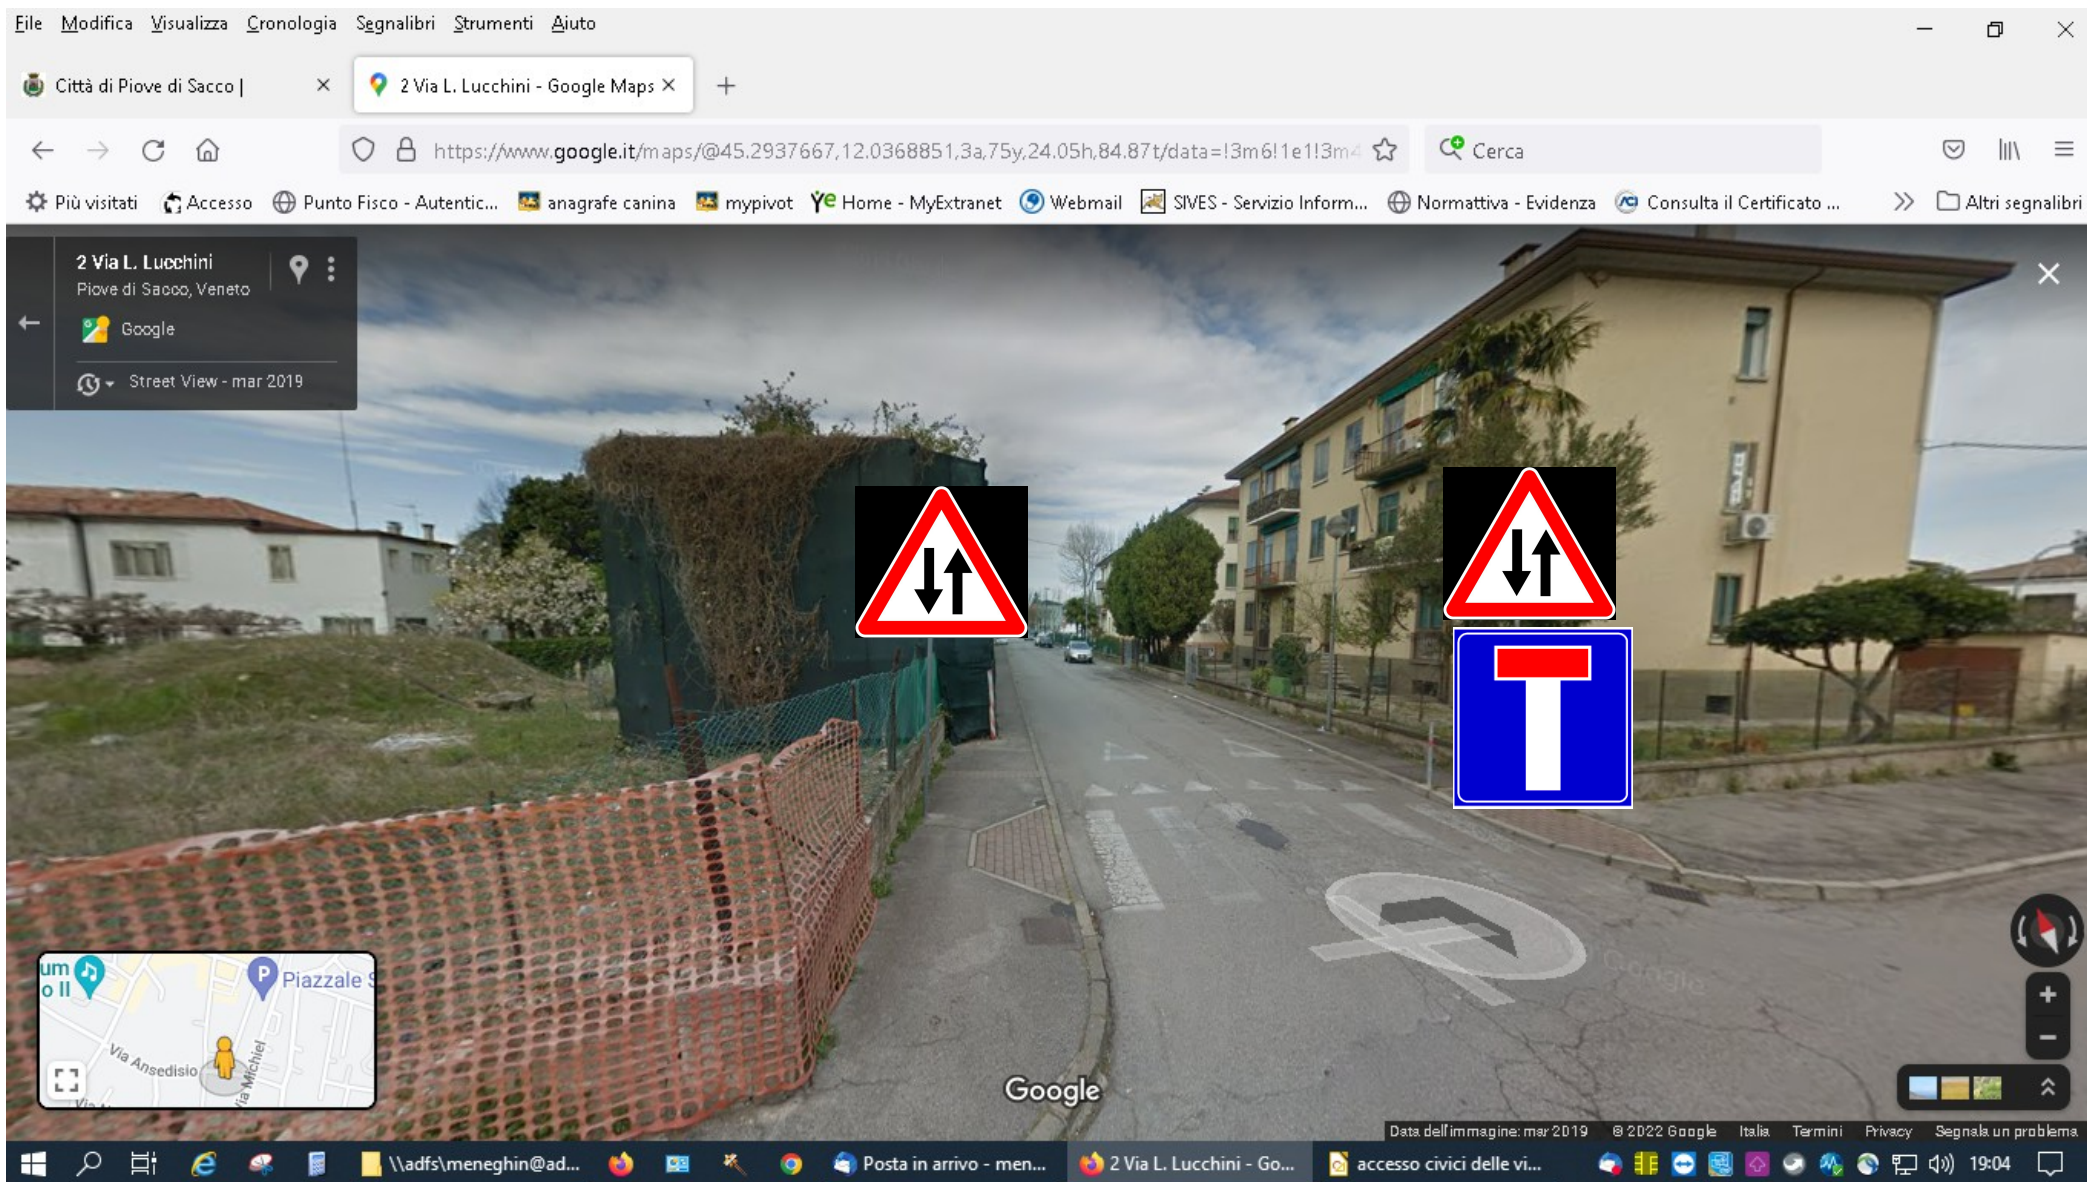 File Modifica Visualizza Cronologia Segnalibri Strumenti Aiuto
Città di Piove di Sacco |
2 Via L. Lucchini - Google Maps
https://www.google.it/maps/@45.2937667,12.0368851,3a,75y,24.05h,84.87t/data=!3m6!1e1!3m4
Cerca
Più visitati Accesso Punto Fisco - Autentic... anagrafe canina mypivot Home - MyExtranet Webmail SIVES - Servizio Inform... Normattiva - Evidenza Consulta il Certificato ... Altri segnalibri
2 Via L. Lucchini
Piove di Sacco, Veneto
Google
Street View - mar 2019
um
o II
P
Piazzale S
Via Ansedisio
Via Michiel
Google
Google
Data dell'immagine: mar 2019 © 2022 Google Italia Termini Privacy Segnala un problema
\\adfs\meneghin@ad... Posta in arrivo - men... 2 Via L. Lucchini - Go... accesso civici delle vi... 19:04